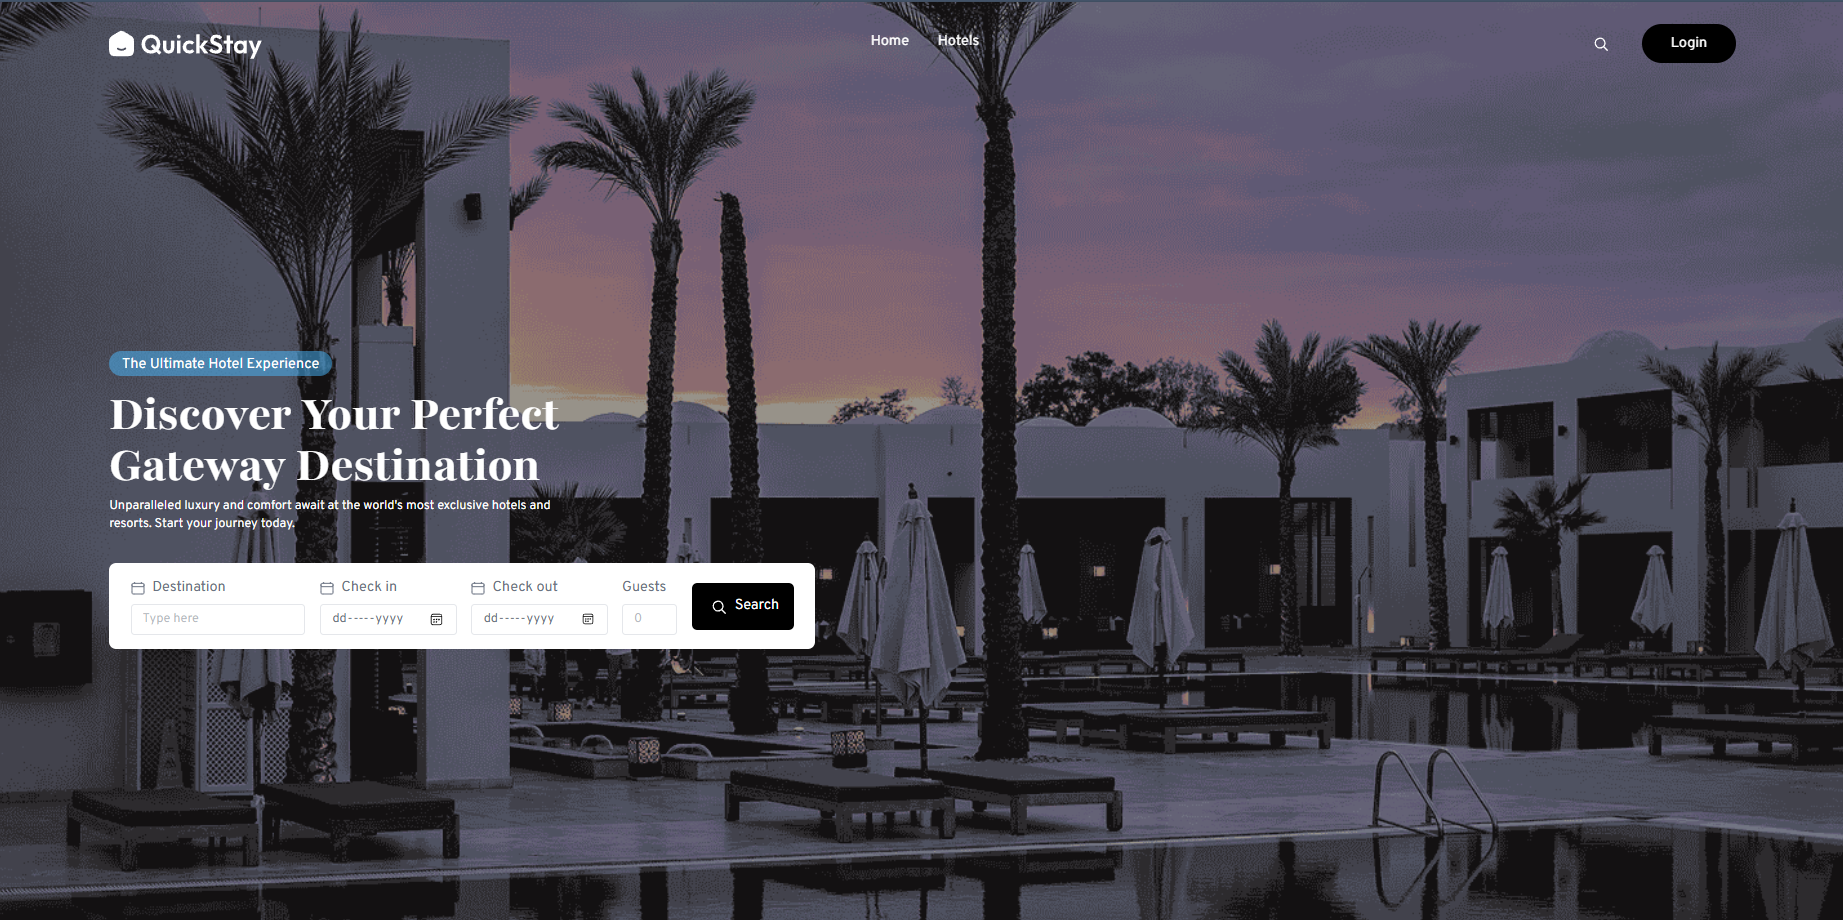 QuickStay
Home Hotels
Login
The Ultimate Hotel Experience
Discover Your Perfect
Gateway Destination
Unparalleled luxury and comfort await at the world's most exclusive hotels and
resorts. Start your journey today.
Destination Check in Check out Guests
Type here dd-----yyyy dd-----yyyy 0
Search